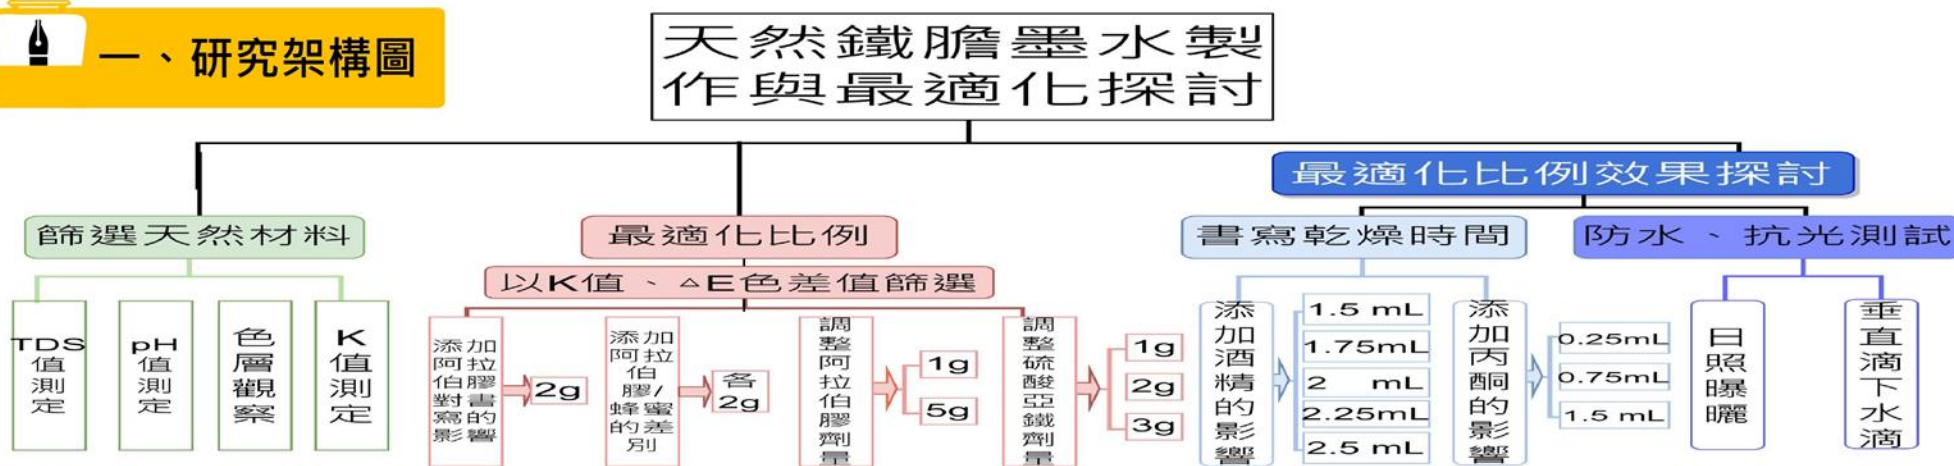 一、研究架構圖
天然鐵膽墨水製
作與最適化探討
最適化比例效果探討
篩選天然材料
最適化比例
書寫乾燥時間
防水、抗光測試
以K值、△E色差值篩選
TDS
值
測
定
pH
值
測
定
色
層
觀
察
K
值
測
定
添加
阿拉
伯膠
對書
寫的
影響
2g
添加
阿拉
伯
膠/
蜂蜜
的差
別
各
2g
調
整
阿
拉
伯
膠
劑
量
1g
5g
調
整
硫
酸
亞
鐵
劑
量
1g
2g
3g
添
加
酒
精
的
影
響
1.5 mL
1.75mL
2 mL
2.25mL
2.5 mL
添
加
丙
酮
的
影
響
0.25mL
0.75mL
1.5 mL
日
照
曝
曬
垂
直
滴
下
水
滴